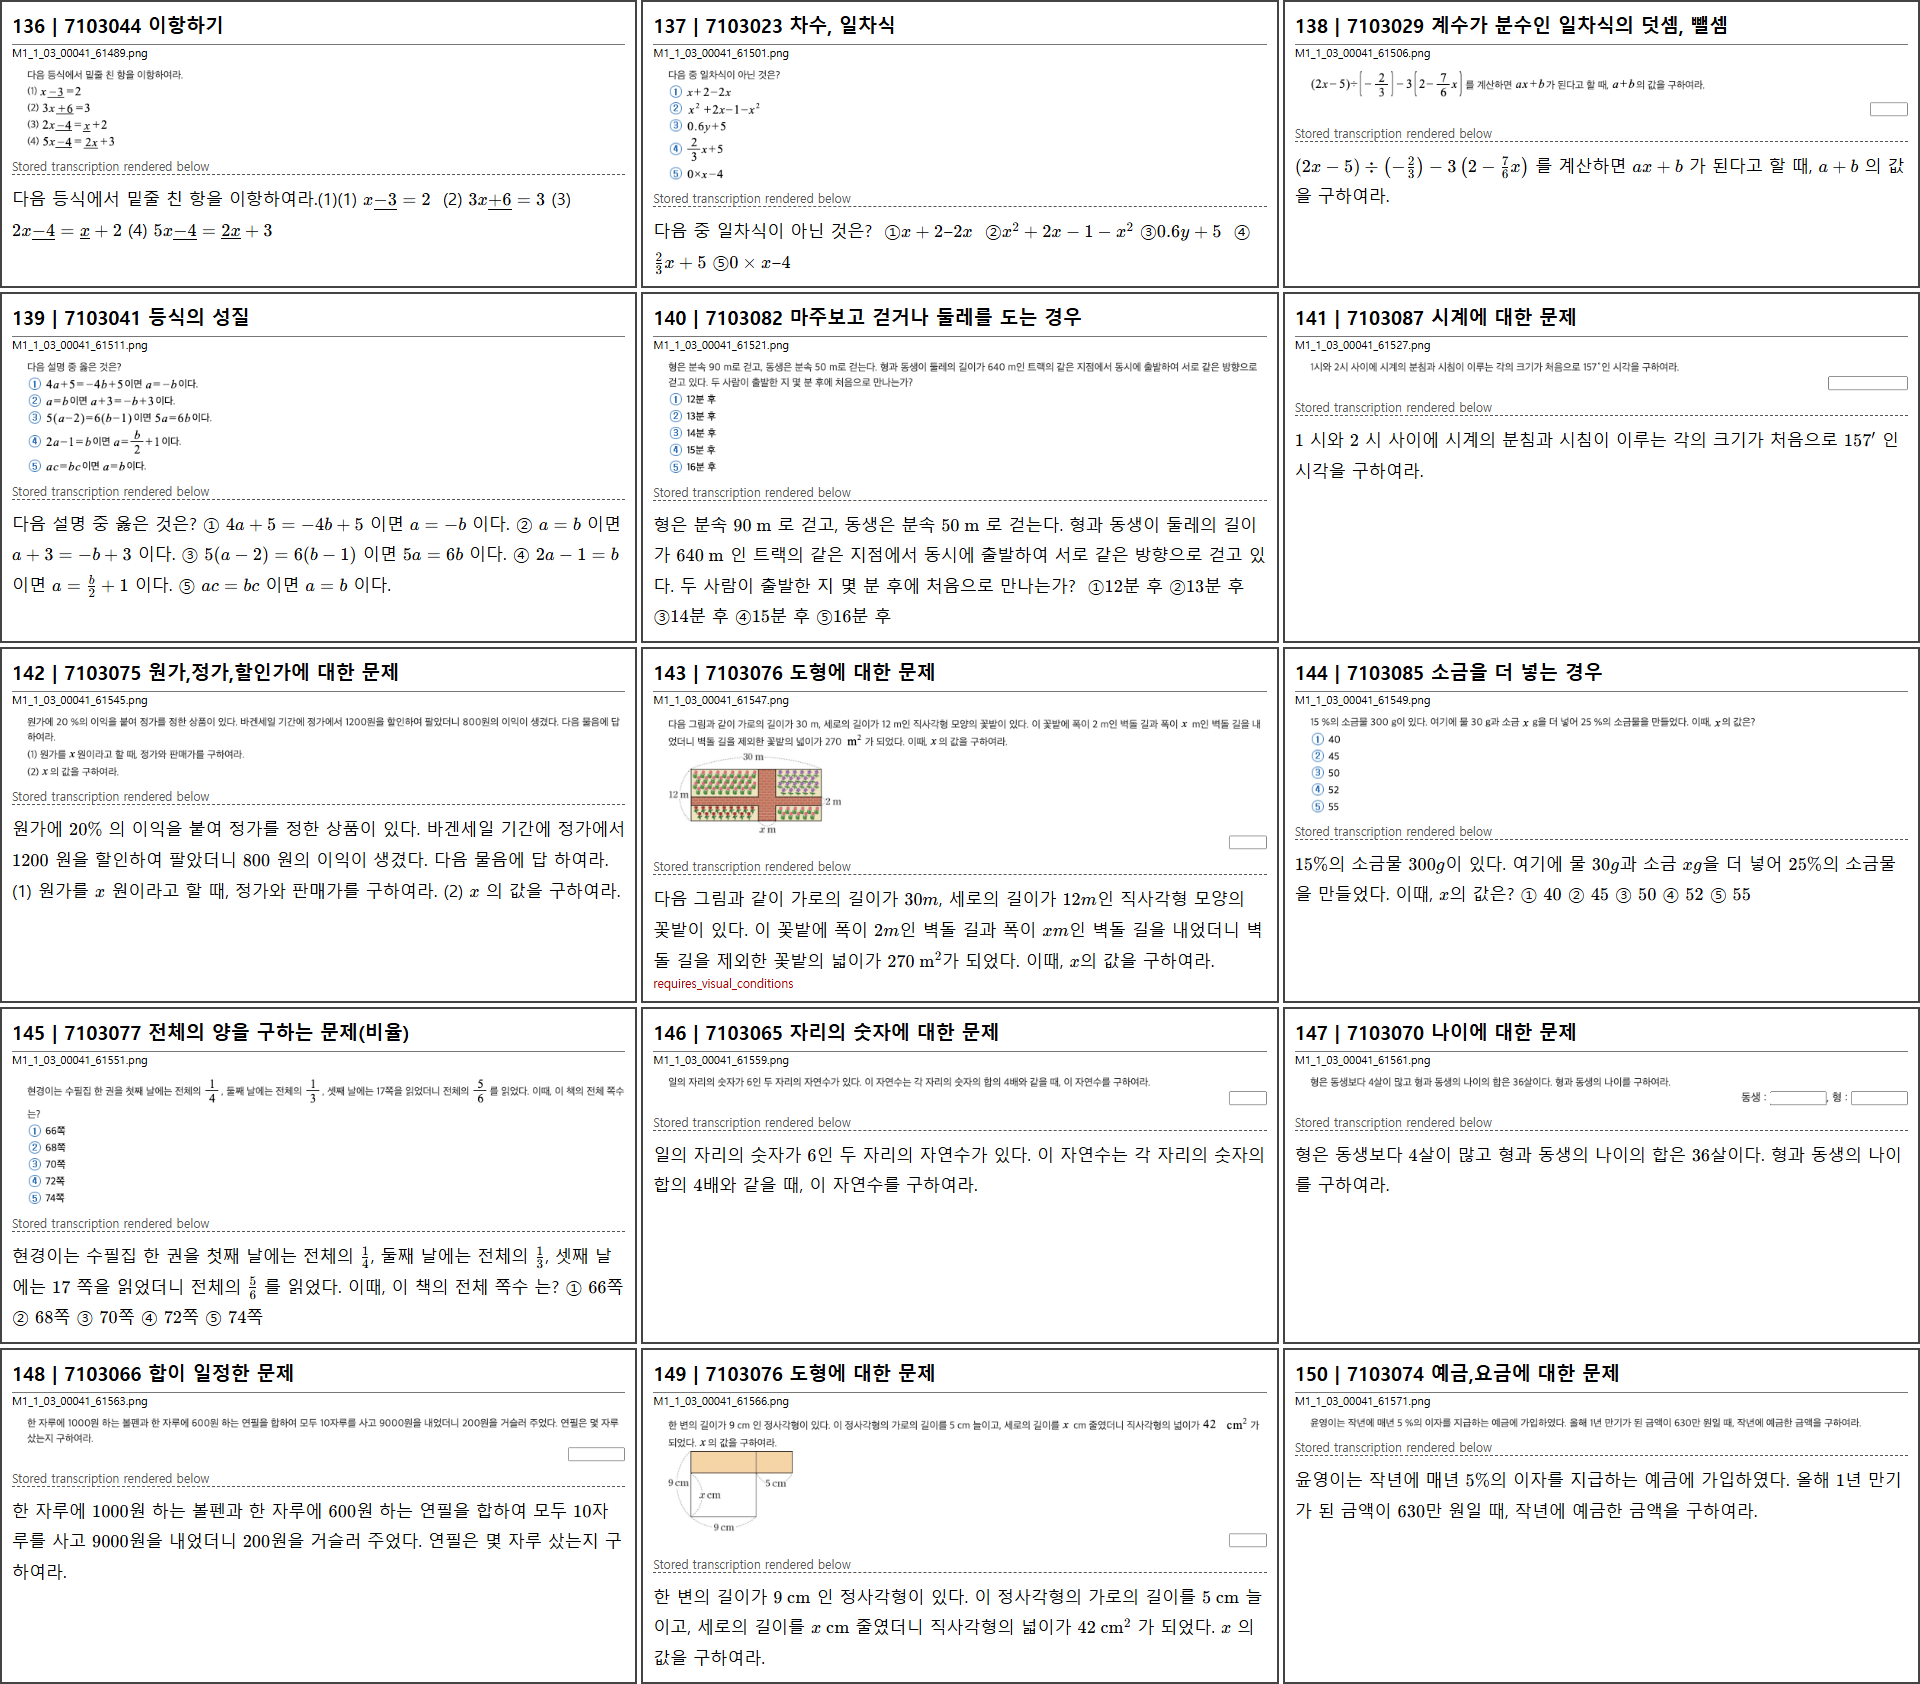 136 | 7103044 이항하기
M1_1_03_00041_61489.png
다음 등식에서 밑줄 친 항을 이항하여라.
(1) x−3=2
(2) 3x+6=3
(3) 2x−4=x+2
(4) 5x−4=2x+3
Stored transcription rendered below
다음 등식에서 밑줄 친 항을 이항하여라.(1)(1) x−3 = 2 (2) 3x+6 = 3 (3)
2x−4 = x + 2 (4) 5x−4 = 2x + 3
137 | 7103023 차수, 일차식
M1_1_03_00041_61501.png
다음 중 일차식이 아닌 것은?
① x+2−2x
② x² +2x−1−x²
③ 0.6y+5
④ 2/3 x+5
⑤ 0×x−4
Stored transcription rendered below
다음 중 일차식이 아닌 것은? ①x + 2−2x ②x² + 2x − 1 − x² ③0.6y + 5 ④
2/3 x + 5 ⑤0 × x−4
138 | 7103029 계수가 분수인 일차식의 덧셈, 뺄셈
M1_1_03_00041_61506.png
(2x−5)÷(−2/3)−3(2−7/6 x)를 계산하면 ax+b가 된다고 할 때, a+b의 값을 구하여라.
Stored transcription rendered below
(2x − 5) ÷ (−2/3) − 3 (2 − 7/6 x) 를 계산하면 ax + b 가 된다고 할 때, a + b 의 값
을 구하여라.
139 | 7103041 등식의 성질
M1_1_03_00041_61511.png
다음 설명 중 옳은 것은?
① 4a+5=−4b+5이면 a=−b이다.
② a=b이면 a+3=−b+3이다.
③ 5(a−2)=6(b−1)이면 5a=6b이다.
④ 2a−1=b이면 a=b/2+1이다.
⑤ ac=bc이면 a=b이다.
Stored transcription rendered below
다음 설명 중 옳은 것은? ① 4a + 5 = −4b + 5 이면 a = −b 이다. ② a = b 이면
a + 3 = −b + 3 이다. ③ 5(a − 2) = 6(b − 1) 이면 5a = 6b 이다. ④ 2a − 1 = b
이면 a = b/2 + 1 이다. ⑤ ac = bc 이면 a = b 이다.
140 | 7103082 마주보고 걷거나 둘레를 도는 경우
M1_1_03_00041_61521.png
형은 분속 90 m로 걷고, 동생은 분속 50 m로 걷는다. 형과 동생이 둘레의 길이가 640 m인 트랙의 같은 지점에서 동시에 출발하여 서로 같은 방향으로
걷고 있다. 두 사람이 출발한 지 몇 분 후에 처음으로 만나는가?
① 12분 후
② 13분 후
③ 14분 후
④ 15분 후
⑤ 16분 후
Stored transcription rendered below
형은 분속 90 m 로 걷고, 동생은 분속 50 m 로 걷는다. 형과 동생이 둘레의 길이
가 640 m 인 트랙의 같은 지점에서 동시에 출발하여 서로 같은 방향으로 걷고 있
다. 두 사람이 출발한 지 몇 분 후에 처음으로 만나는가? ①12분 후 ②13분 후
③14분 후 ④15분 후 ⑤16분 후
141 | 7103087 시계에 대한 문제
M1_1_03_00041_61527.png
1시와 2시 사이에 시계의 분침과 시침이 이루는 각의 크기가 처음으로 157°인 시각을 구하여라.
Stored transcription rendered below
1 시와 2 시 사이에 시계의 분침과 시침이 이루는 각의 크기가 처음으로 157′ 인
시각을 구하여라.
142 | 7103075 원가,정가,할인가에 대한 문제
M1_1_03_00041_61545.png
원가에 20 %의 이익을 붙여 정가를 정한 상품이 있다. 바겐세일 기간에 정가에서 1200원을 할인하여 팔았더니 800원의 이익이 생겼다. 다음 물음에 답
하여라.
(1) 원가를 x 원이라고 할 때, 정가와 판매가를 구하여라.
(2) x 의 값을 구하여라.
Stored transcription rendered below
원가에 20% 의 이익을 붙여 정가를 정한 상품이 있다. 바겐세일 기간에 정가에서
1200 원을 할인하여 팔았더니 800 원의 이익이 생겼다. 다음 물음에 답 하여라.
(1) 원가를 x 원이라고 할 때, 정가와 판매가를 구하여라. (2) x 의 값을 구하여라.
143 | 7103076 도형에 대한 문제
M1_1_03_00041_61547.png
다음 그림과 같이 가로의 길이가 30 m, 세로의 길이가 12 m인 직사각형 모양의 꽃밭이 있다. 이 꽃밭에 폭이 2 m인 벽돌 길과 폭이 x m인 벽돌 길을 내
었더니 벽돌 길을 제외한 꽃밭의 넓이가 270 m² 가 되었다. 이때, x 의 값을 구하여라.
30 m
12 m
2 m
x m
Stored transcription rendered below
다음 그림과 같이 가로의 길이가 30m, 세로의 길이가 12m인 직사각형 모양의
꽃밭이 있다. 이 꽃밭에 폭이 2m인 벽돌 길과 폭이 xm인 벽돌 길을 내었더니 벽
돌 길을 제외한 꽃밭의 넓이가 270 m²가 되었다. 이때, x의 값을 구하여라.
requires_visual_conditions
144 | 7103085 소금을 더 넣는 경우
M1_1_03_00041_61549.png
15 %의 소금물 300 g이 있다. 여기에 물 30 g과 소금 x g을 더 넣어 25 %의 소금물을 만들었다. 이때, x의 값은?
① 40
② 45
③ 50
④ 52
⑤ 55
Stored transcription rendered below
15%의 소금물 300g이 있다. 여기에 물 30g과 소금 xg을 더 넣어 25%의 소금물
을 만들었다. 이때, x의 값은? ① 40 ② 45 ③ 50 ④ 52 ⑤ 55
145 | 7103077 전체의 양을 구하는 문제(비율)
M1_1_03_00041_61551.png
현경이는 수필집 한 권을 첫째 날에는 전체의 1/4, 둘째 날에는 전체의 1/3, 셋째 날에는 17쪽을 읽었더니 전체의 5/6 를 읽었다. 이때, 이 책의 전체 쪽수
는?
① 66쪽
② 68쪽
③ 70쪽
④ 72쪽
⑤ 74쪽
Stored transcription rendered below
현경이는 수필집 한 권을 첫째 날에는 전체의 1/4, 둘째 날에는 전체의 1/3, 셋째 날
에는 17 쪽을 읽었더니 전체의 5/6 를 읽었다. 이때, 이 책의 전체 쪽수 는? ① 66쪽
② 68쪽 ③ 70쪽 ④ 72쪽 ⑤ 74쪽
146 | 7103065 자리의 숫자에 대한 문제
M1_1_03_00041_61559.png
일의 자리의 숫자가 6인 두 자리의 자연수가 있다. 이 자연수는 각 자리의 숫자의 합의 4배와 같을 때, 이 자연수를 구하여라.
Stored transcription rendered below
일의 자리의 숫자가 6인 두 자리의 자연수가 있다. 이 자연수는 각 자리의 숫자의
합의 4배와 같을 때, 이 자연수를 구하여라.
147 | 7103070 나이에 대한 문제
M1_1_03_00041_61561.png
형은 동생보다 4살이 많고 형과 동생의 나이의 합은 36살이다. 형과 동생의 나이를 구하여라.
동생 : , 형 :
Stored transcription rendered below
형은 동생보다 4살이 많고 형과 동생의 나이의 합은 36살이다. 형과 동생의 나이
를 구하여라.
148 | 7103066 합이 일정한 문제
M1_1_03_00041_61563.png
한 자루에 1000원 하는 볼펜과 한 자루에 600원 하는 연필을 합하여 모두 10자루를 사고 9000원을 내었더니 200원을 거슬러 주었다. 연필은 몇 자루
샀는지 구하여라.
Stored transcription rendered below
한 자루에 1000원 하는 볼펜과 한 자루에 600원 하는 연필을 합하여 모두 10자
루를 사고 9000원을 내었더니 200원을 거슬러 주었다. 연필은 몇 자루 샀는지 구
하여라.
149 | 7103076 도형에 대한 문제
M1_1_03_00041_61566.png
한 변의 길이가 9 cm 인 정사각형이 있다. 이 정사각형의 가로의 길이를 5 cm 늘이고, 세로의 길이를 x cm 줄였더니 직사각형의 넓이가 42 cm² 가
되었다. x 의 값을 구하여라.
9 cm
5 cm
x cm
9 cm
Stored transcription rendered below
한 변의 길이가 9 cm 인 정사각형이 있다. 이 정사각형의 가로의 길이를 5 cm 늘
이고, 세로의 길이를 x cm 줄였더니 직사각형의 넓이가 42 cm² 가 되었다. x 의
값을 구하여라.
150 | 7103074 예금,요금에 대한 문제
M1_1_03_00041_61571.png
윤영이는 작년에 매년 5 %의 이자를 지급하는 예금에 가입하였다. 올해 1년 만기가 된 금액이 630만 원일 때, 작년에 예금한 금액을 구하여라.
Stored transcription rendered below
윤영이는 작년에 매년 5%의 이자를 지급하는 예금에 가입하였다. 올해 1년 만기
가 된 금액이 630만 원일 때, 작년에 예금한 금액을 구하여라.